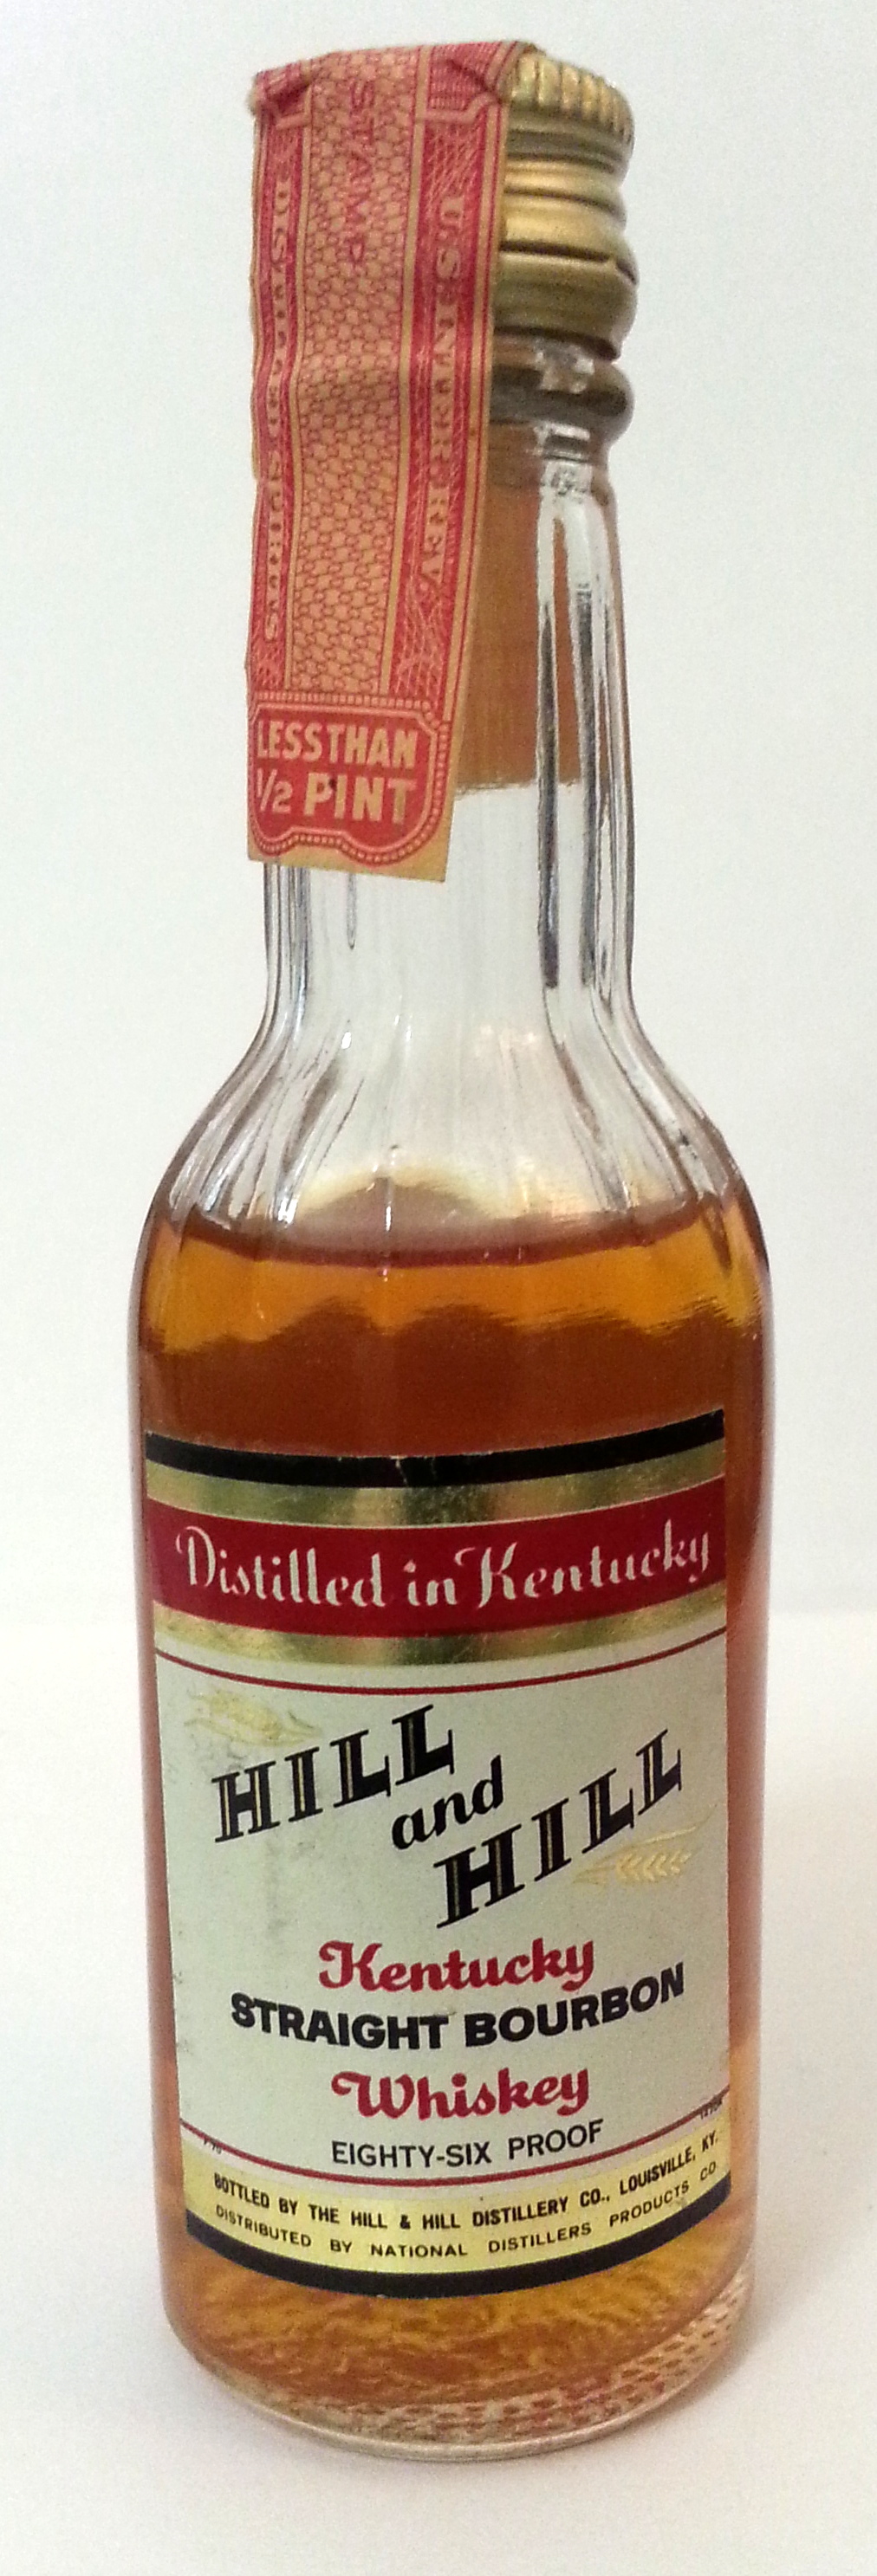 STAMP
U.S. INTER. REV.
DISTILLED SPIRITS
LESS THAN
1/2 PINT
Distilled in Kentucky
HILL
and
HILL
Kentucky
STRAIGHT BOURBON
Whiskey
EIGHTY-SIX PROOF
BOTTLED BY THE HILL & HILL DISTILLERY CO., LOUISVILLE, KY.
DISTRIBUTED BY NATIONAL DISTILLERS PRODUCTS CO.